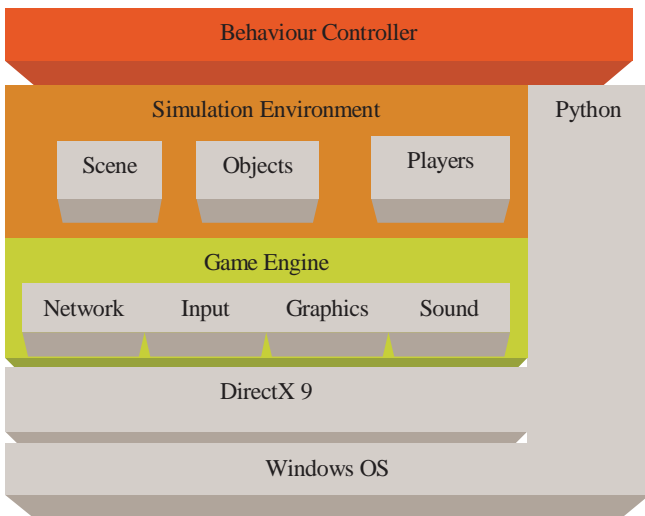 Behaviour Controller
Simulation Environment
Python
Scene
Objects
Players
Game Engine
Network
Input
Graphics
Sound
DirectX 9
Windows OS